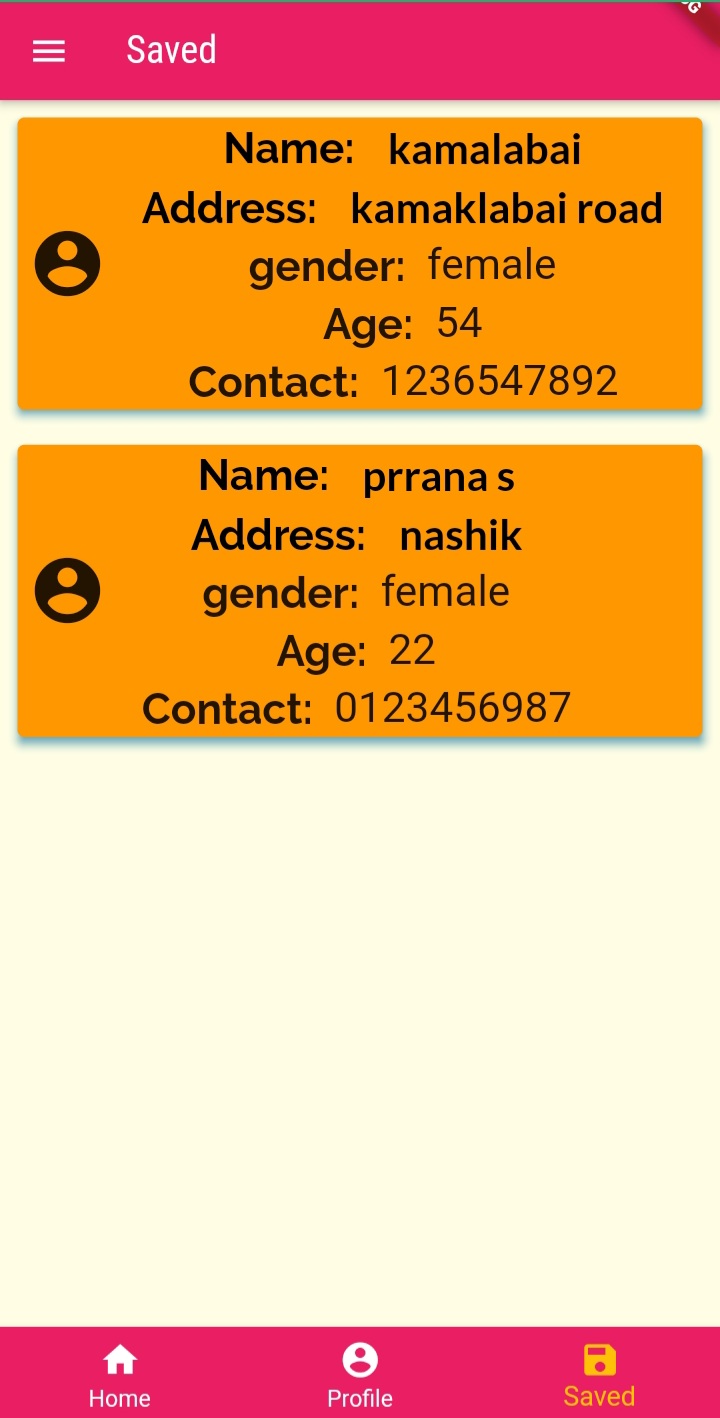 Saved
Name: kamalabai
Address: kamaklabai road
gender: female
Age: 54
Contact: 1236547892
Name: prrana s
Address: nashik
gender: female
Age: 22
Contact: 0123456987
Home Profile Saved